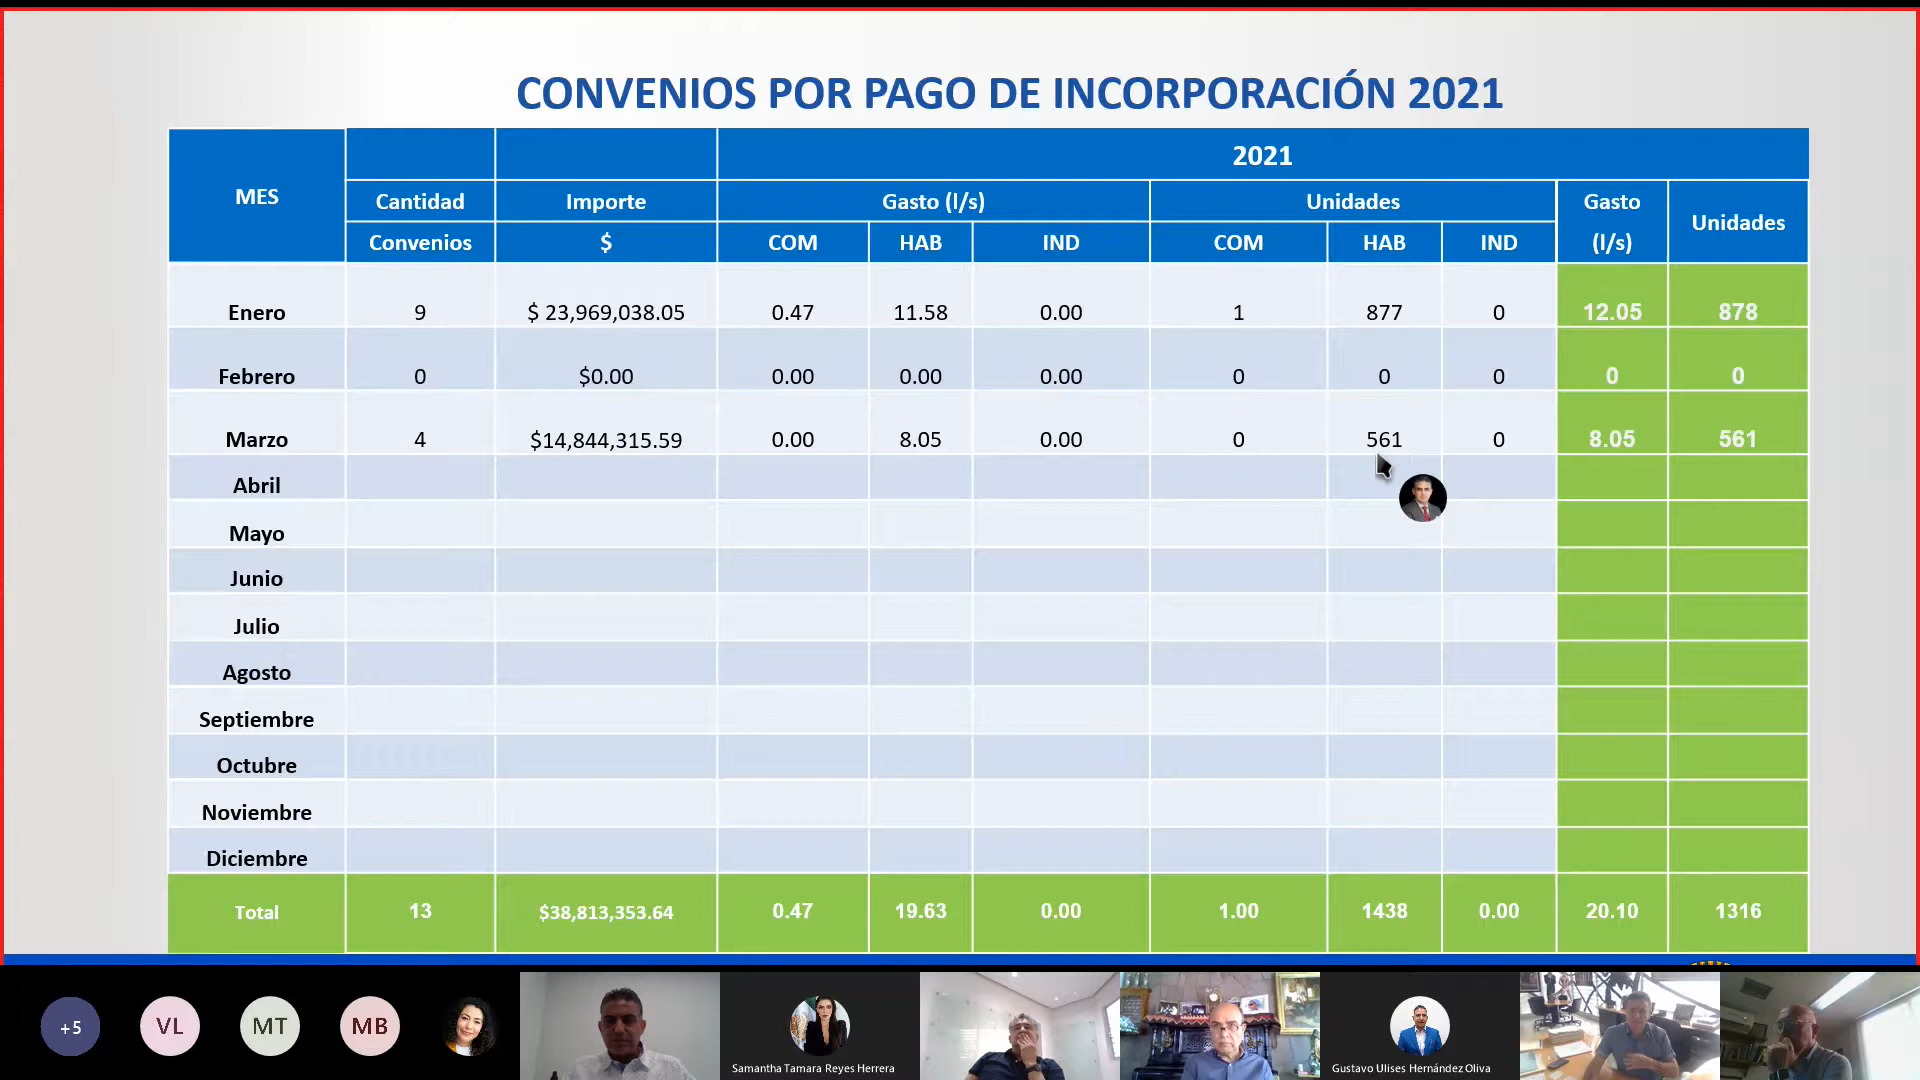 CONVENIOS POR PAGO DE INCORPORACIÓN 2021
MES 2021
Cantidad Importe Gasto (l/s) Unidades Gasto Unidades
Convenios $ COM HAB IND COM HAB IND (l/s)
Enero 9 $ 23,969,038.05 0.47 11.58 0.00 1 877 0 12.05 878
Febrero 0 $0.00 0.00 0.00 0.00 0 0 0 0 0
Marzo 4 $14,844,315.59 0.00 8.05 0.00 0 561 0 8.05 561
Abril
Mayo
Junio
Julio
Agosto
Septiembre
Octubre
Noviembre
Diciembre
Total 13 $38,813,353.64 0.47 19.63 0.00 1.00 1438 0.00 20.10 1316
+5 VL MT MB
Samantha Tamara Reyes Herrera Gustavo Ulises Hernández Oliva